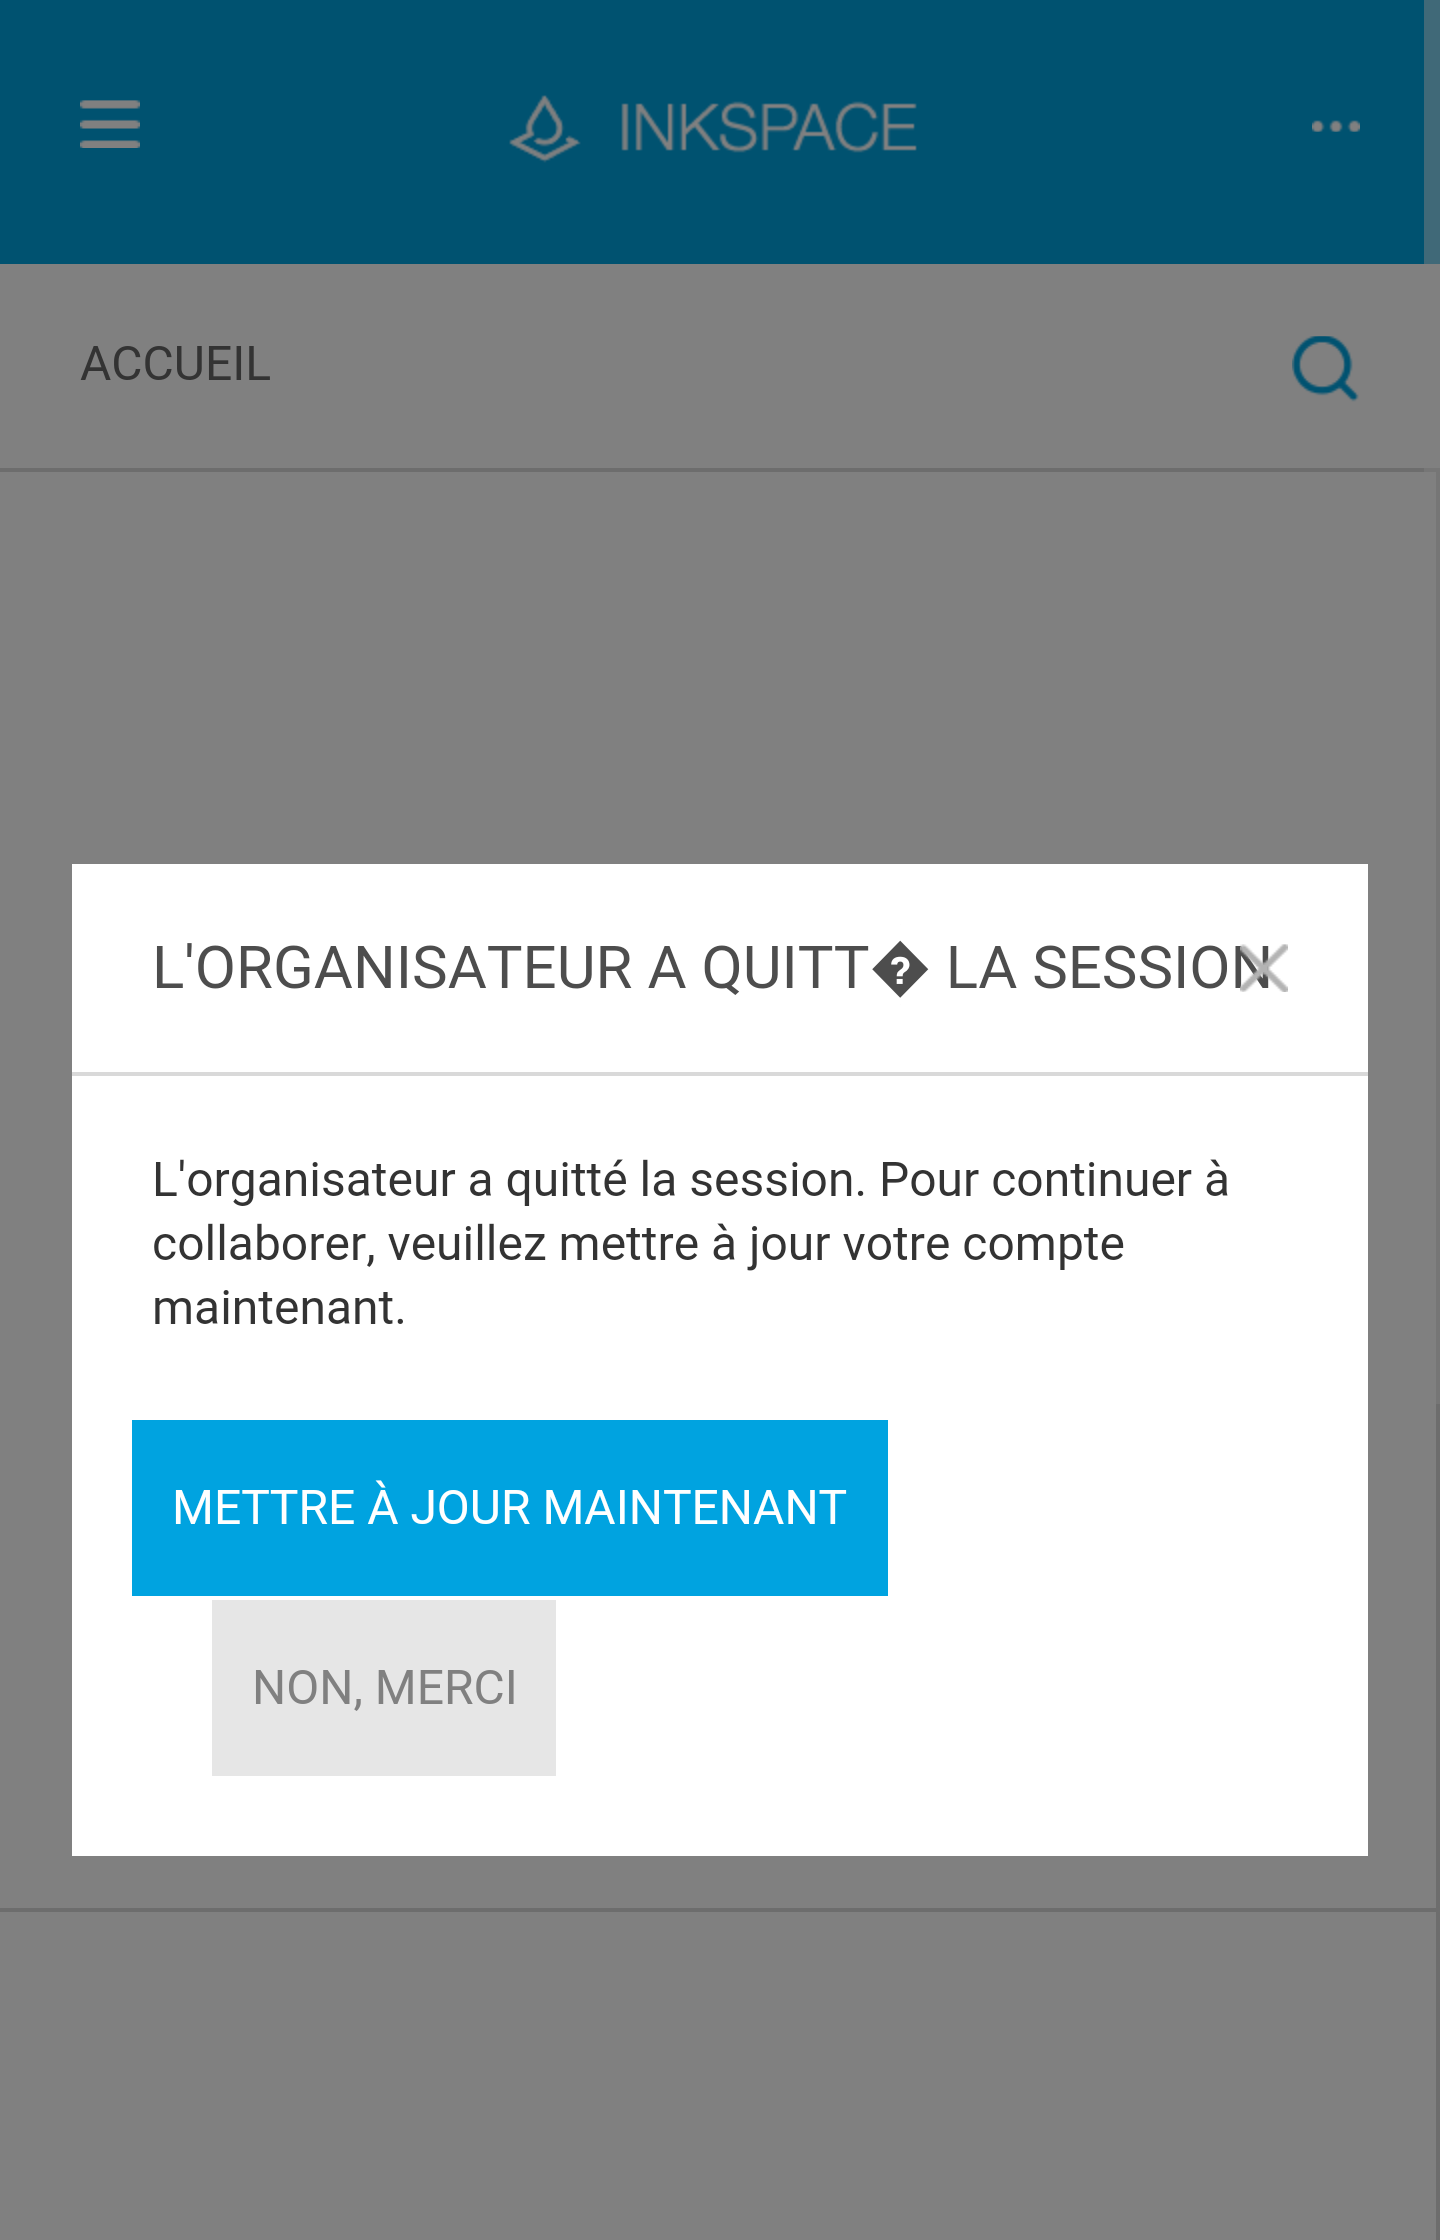 INKSPACE
ACCUEIL
L'ORGANISATEUR A QUITT� LA SESSION
L'organisateur a quitté la session. Pour continuer à
collaborer, veuillez mettre à jour votre compte
maintenant.
METTRE À JOUR MAINTENANT
NON, MERCI